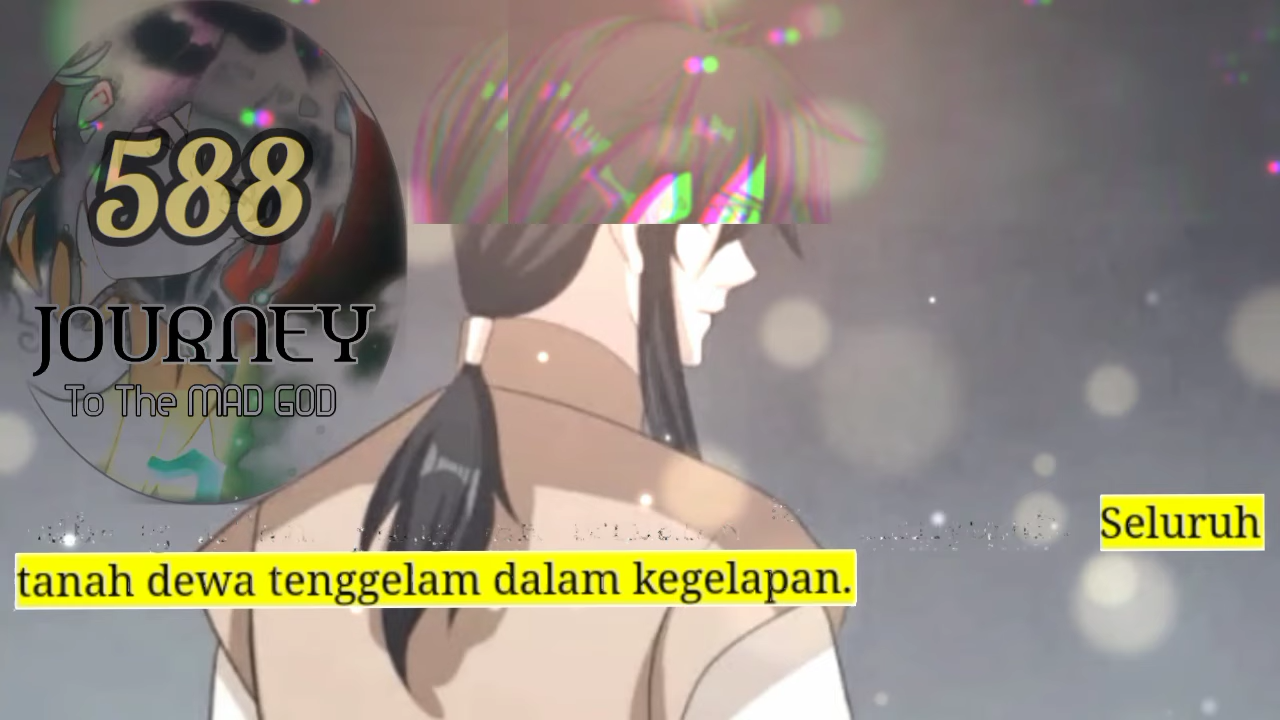 588
JOURNEY
To The MAD GOD
Seluruh
tanah dewa tenggelam dalam kegelapan.